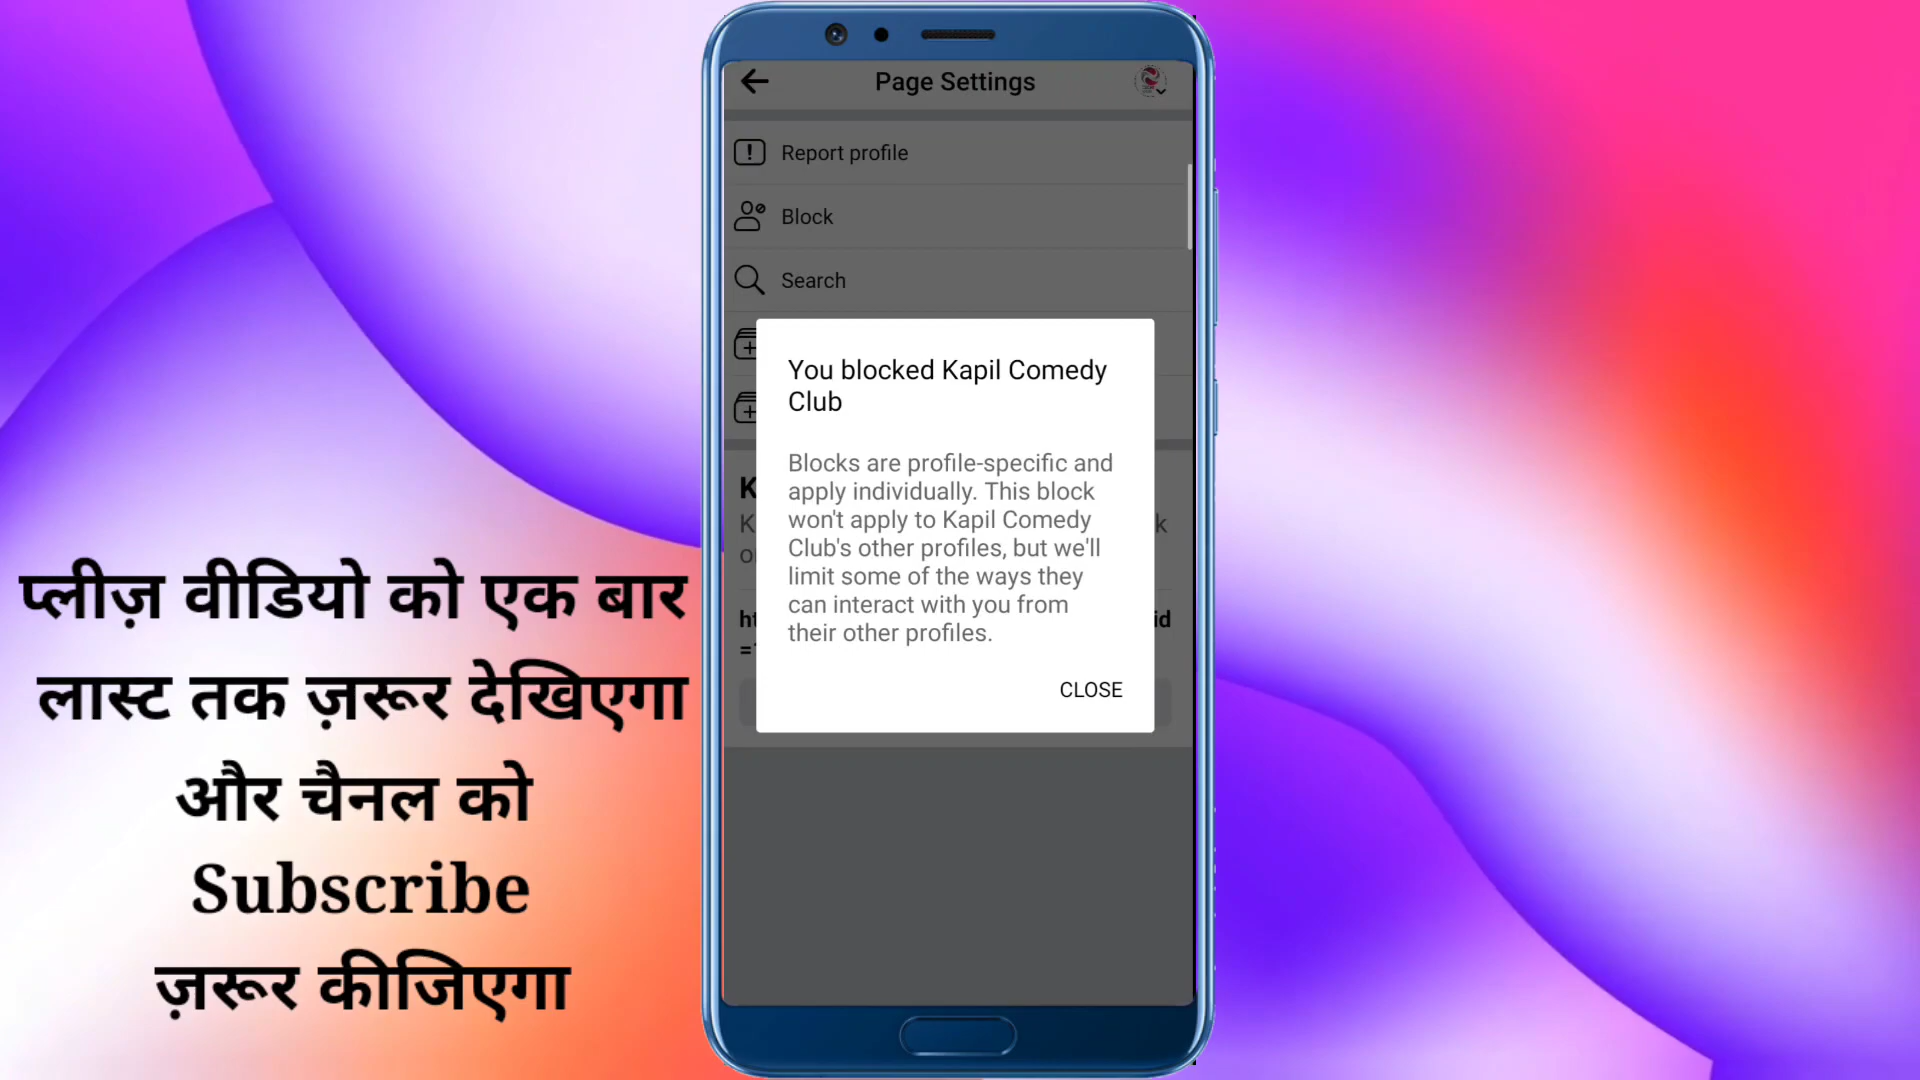 Page Settings
Report profile
Block
Search
You blocked Kapil Comedy
Club
Blocks are profile-specific and
apply individually. This block
won't apply to Kapil Comedy
Club's other profiles, but we'll
limit some of the ways they
can interact with you from
their other profiles.
CLOSE
प्लीज़ वीडियो को एक बार
लास्ट तक ज़रूर देखिएगा
और चैनल को
Subscribe
ज़रूर कीजिएगा